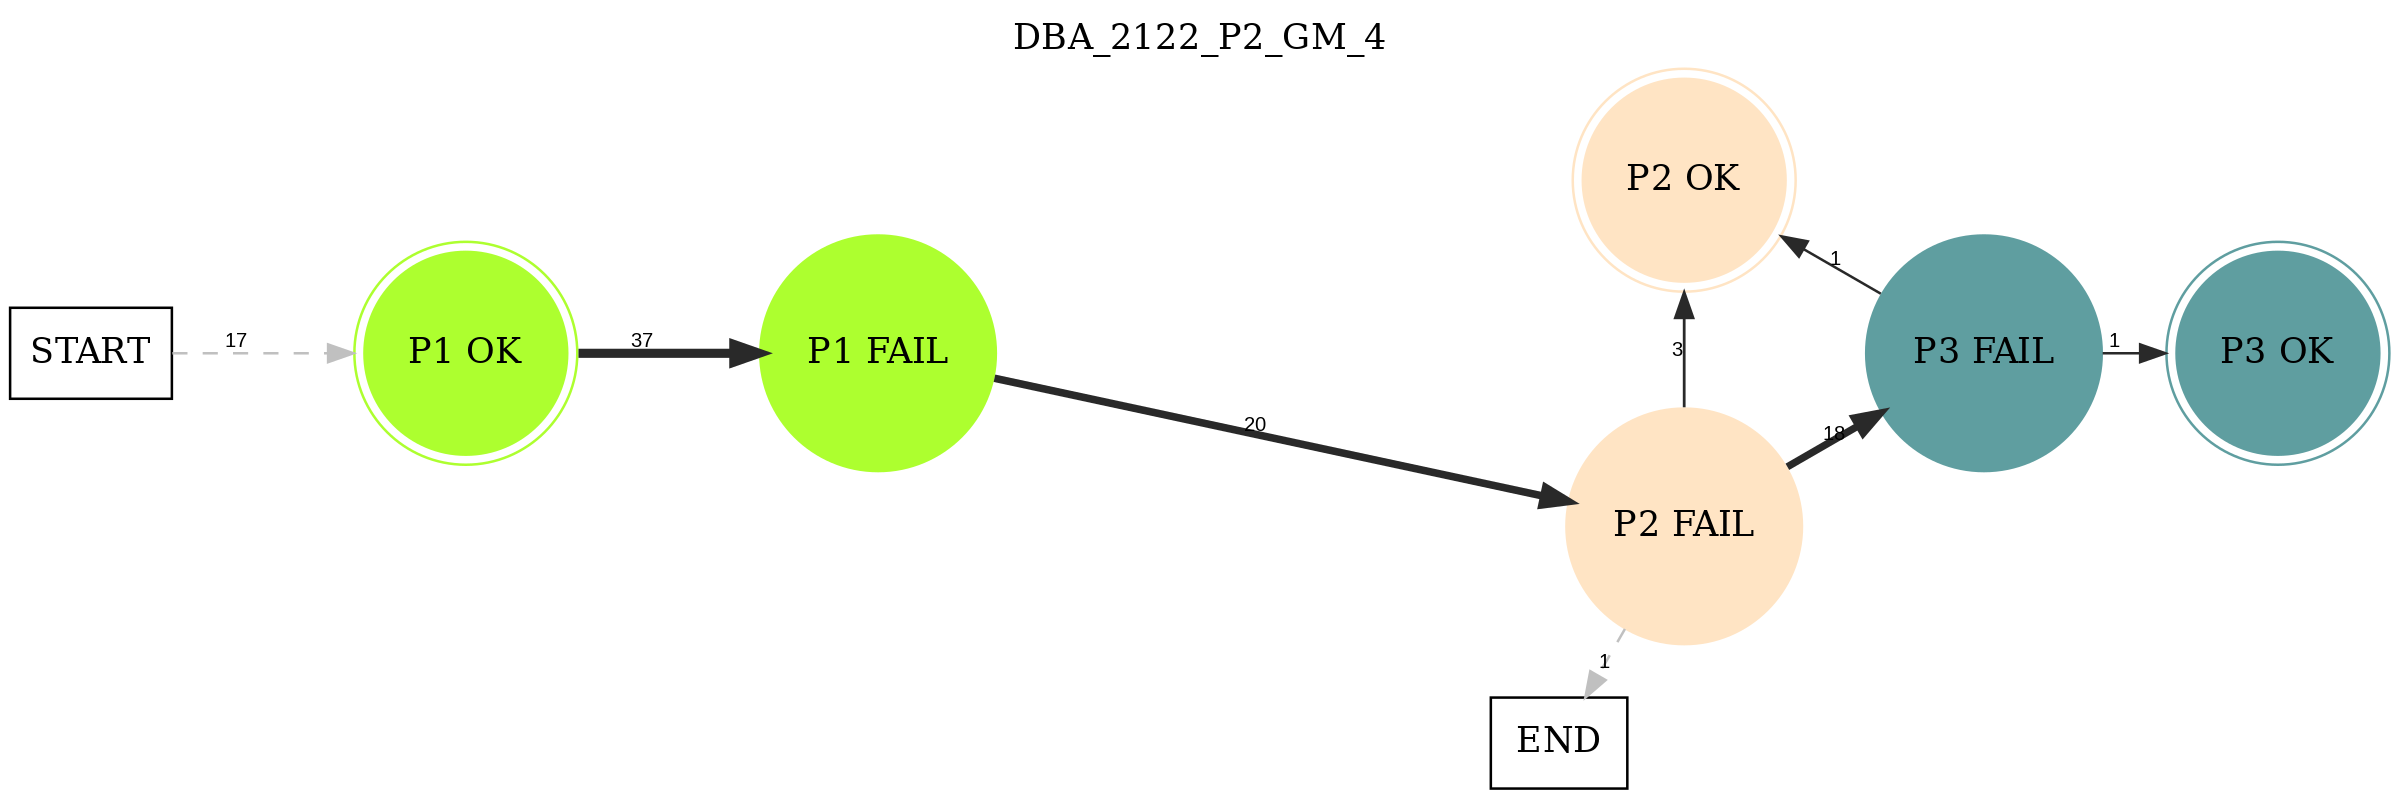 DBA_2122_P2_GM_4
START
17
P1 OK
37
P1 FAIL
20
P2 OK
3
1
P2 FAIL
18
P3 FAIL
1
P3 OK
1
END